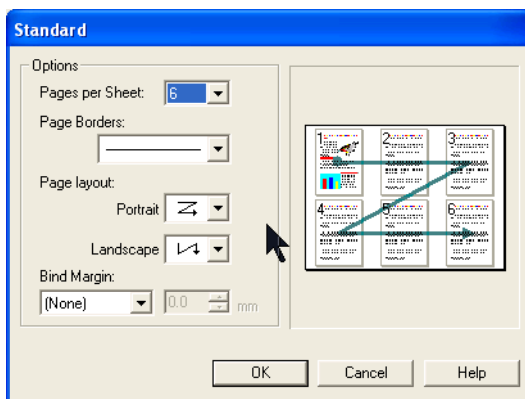 Standard
Options
Pages per Sheet: 6
Page Borders:
Page layout:
Portrait
Landscape
Bind Margin:
(None) 0.0 mm
1 2 3
4 5 6
OK Cancel Help